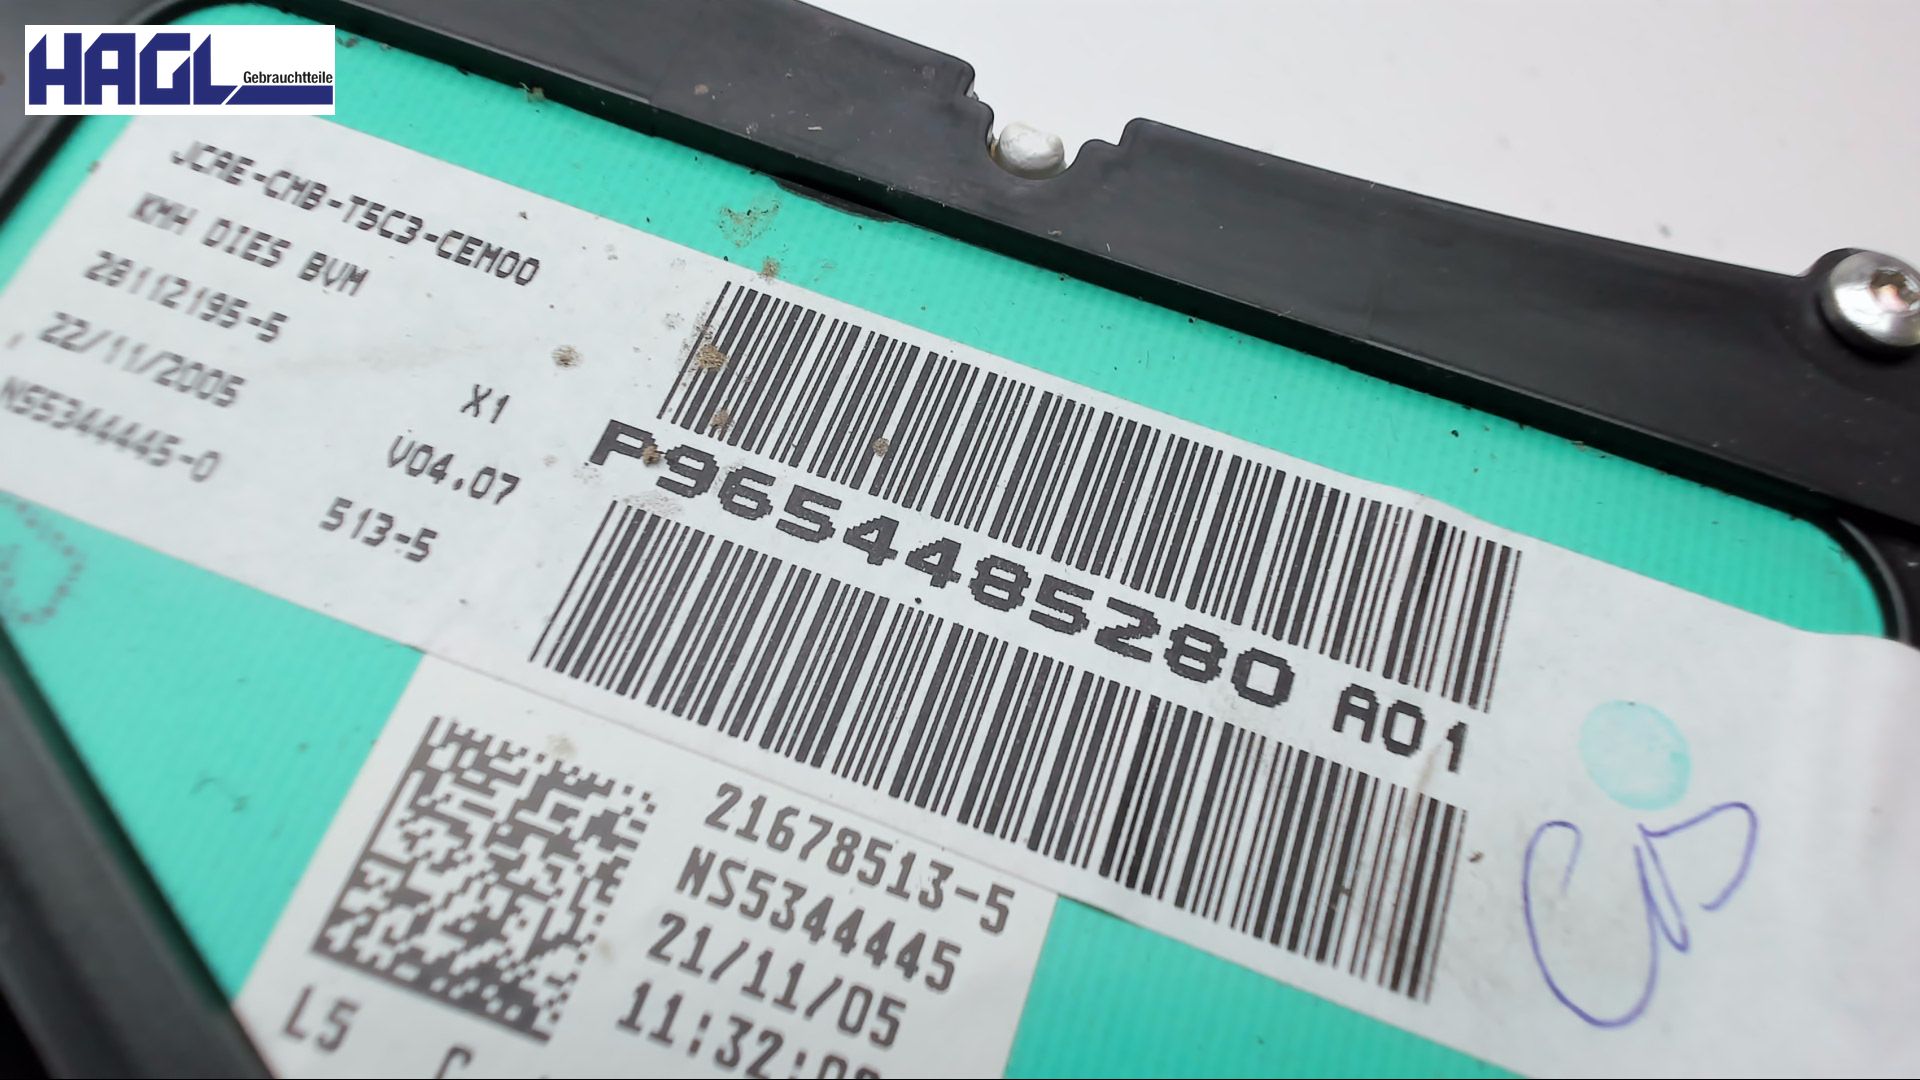 HAGL
Gebrauchtteile
JCAE-CMB-T5C3-CEM00
KMH DIES BVM
28112195-5
22/11/2005 X1
NS5344445-0 V04.07
513-5
P9654485280 A01
21678513-5
NS5344445
21/11/05
11:32:
L5